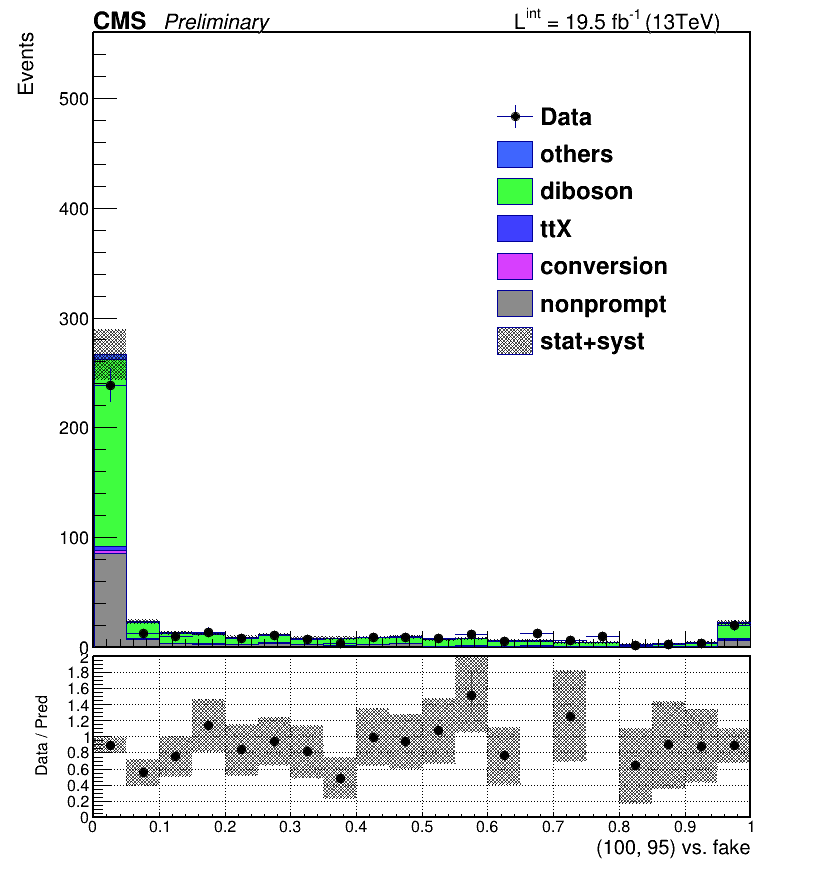 CMS Preliminary L^int = 19.5 fb^-1 (13TeV)
Events
500
400
300
200
100
0
Data
others
diboson
ttX
conversion
nonprompt
stat+syst
Data / Pred
2
1.8
1.6
1.4
1.2
1
0.8
0.6
0.4
0.2
0
0 0.1 0.2 0.3 0.4 0.5 0.6 0.7 0.8 0.9 1
(100, 95) vs. fake